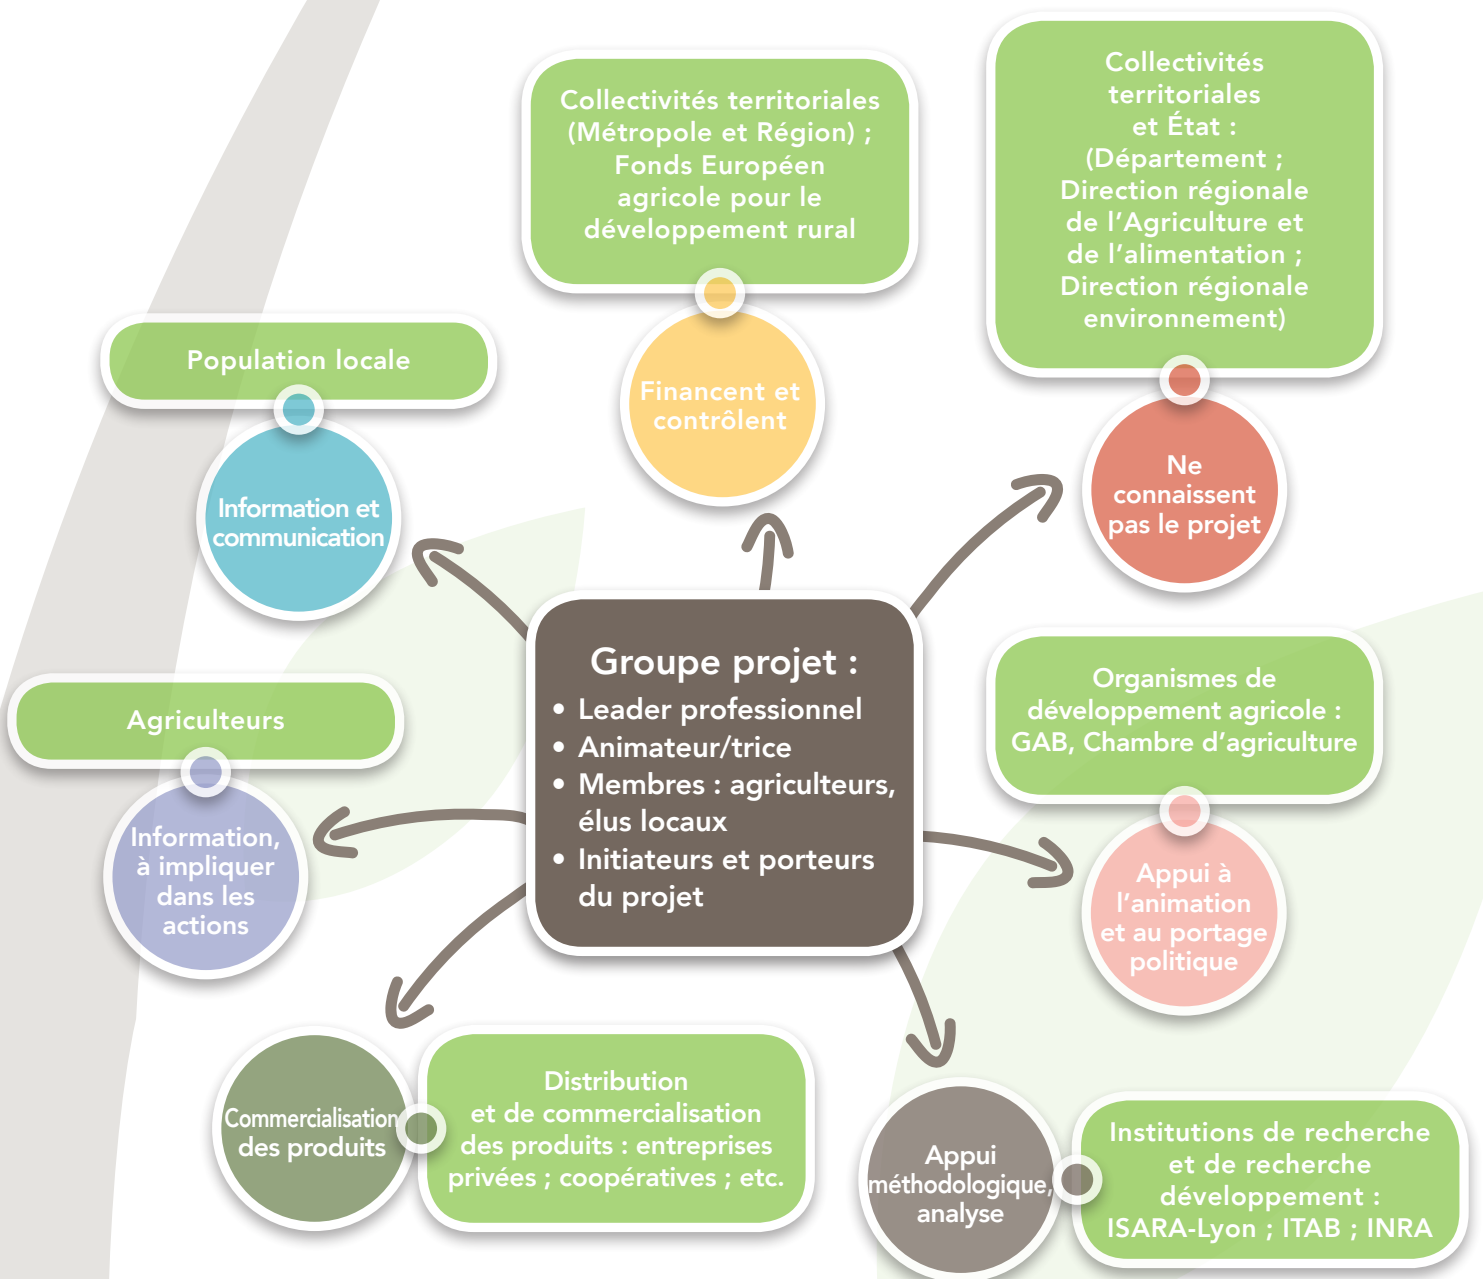 Collectivités territoriales
(Métropole et Région) ;
Fonds Européen
agricole pour le
développement rural
Financent et
contrôlent
Collectivités
territoriales
et État :
(Département ;
Direction régionale
de l’Agriculture et
de l’alimentation ;
Direction régionale
environnement)
Ne
connaissent
pas le projet
Population locale
Information et
communication
Groupe projet :
• Leader professionnel
• Animateur/trice
• Membres : agriculteurs,
élus locaux
• Initiateurs et porteurs
du projet
Organismes de
développement agricole :
GAB, Chambre d’agriculture
Appui à
l’animation
et au portage
politique
Agriculteurs
Information,
à impliquer
dans les
actions
Commercialisation
des produits
Distribution
et de commercialisation
des produits : entreprises
privées ; coopératives ; etc.
Appui
méthodologique,
analyse
Institutions de recherche
et de recherche
développement :
ISARA-Lyon ; ITAB ; INRA